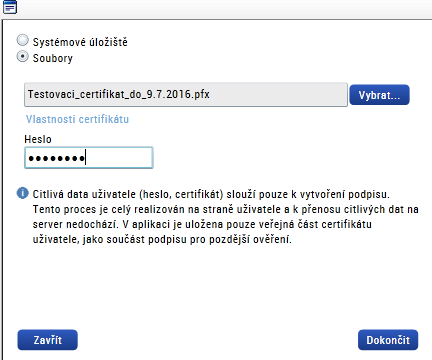 Systémové úložiště
Soubory
Testovaci_certifikat_do_9.7.2016.pfx
Vybrat...
Vlastnosti certifikátu
Heslo
••••••••
Citlivá data uživatele (heslo, certifikát) slouží pouze k vytvoření podpisu.
Tento proces je celý realizován na straně uživatele a k přenosu citlivých dat na
server nedochází. V aplikaci je uložena pouze veřejná část certifikátu
uživatele, jako součást podpisu pro pozdější ověření.
Zavřít
Dokončit